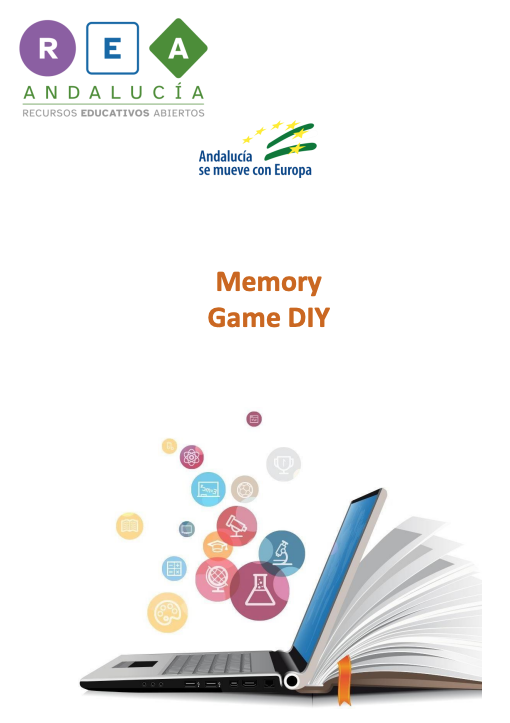 R E A
ANDALUCÍA
RECURSOS EDUCATIVOS ABIERTOS
Andalucía
se mueve con Europa
Memory
Game DIY